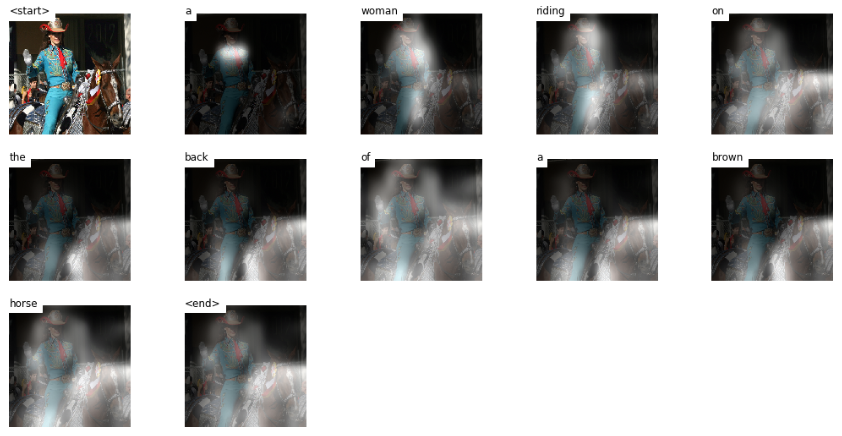 <start> a woman riding on
the back of a brown
horse <end>